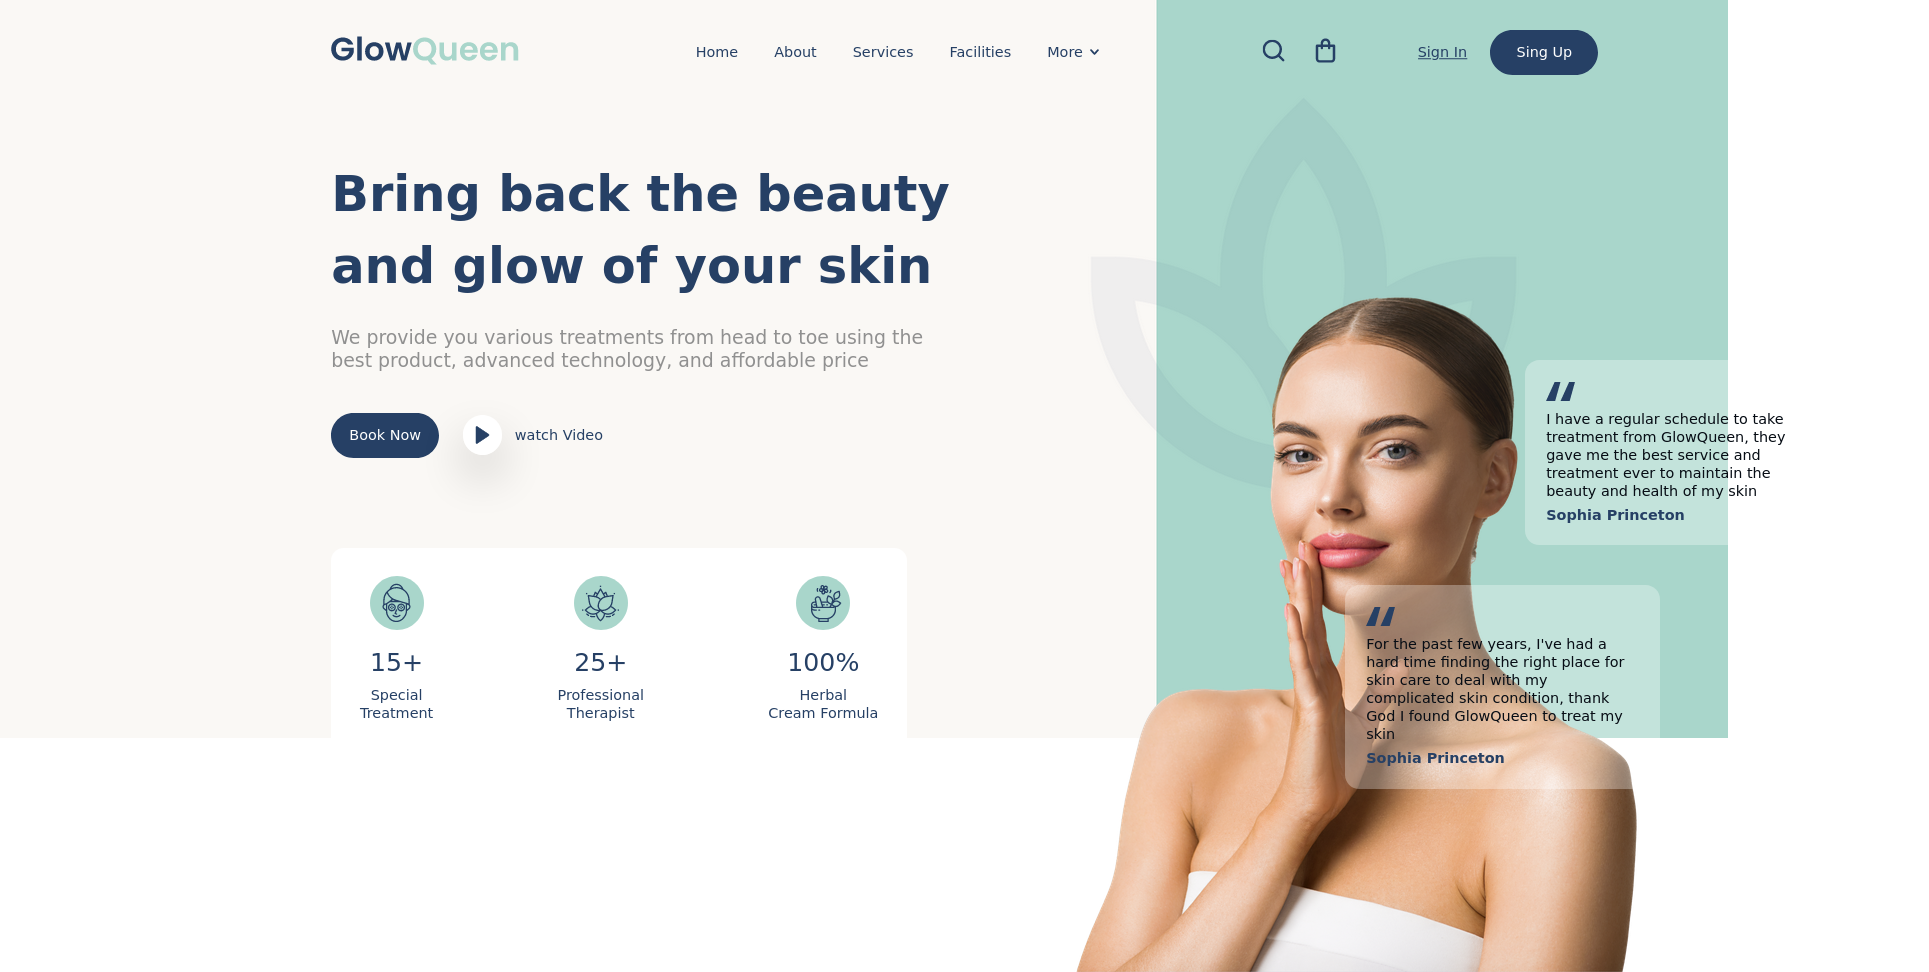 GlowQueen
Home About Services Facilities More
Sign In Sing Up
Bring back the beauty
and glow of your skin
We provide you various treatments from head to toe using the
best product, advanced technology, and affordable price
Book Now watch Video
15+
Special
Treatment
25+
Professional
Therapist
100%
Herbal
Cream Formula
I have a regular schedule to take
treatment from GlowQueen, they
gave me the best service and
treatment ever to maintain the
beauty and health of my skin
Sophia Princeton
For the past few years, I've had a
hard time finding the right place for
skin care to deal with my
complicated skin condition, thank
God I found GlowQueen to treat my
skin
Sophia Princeton